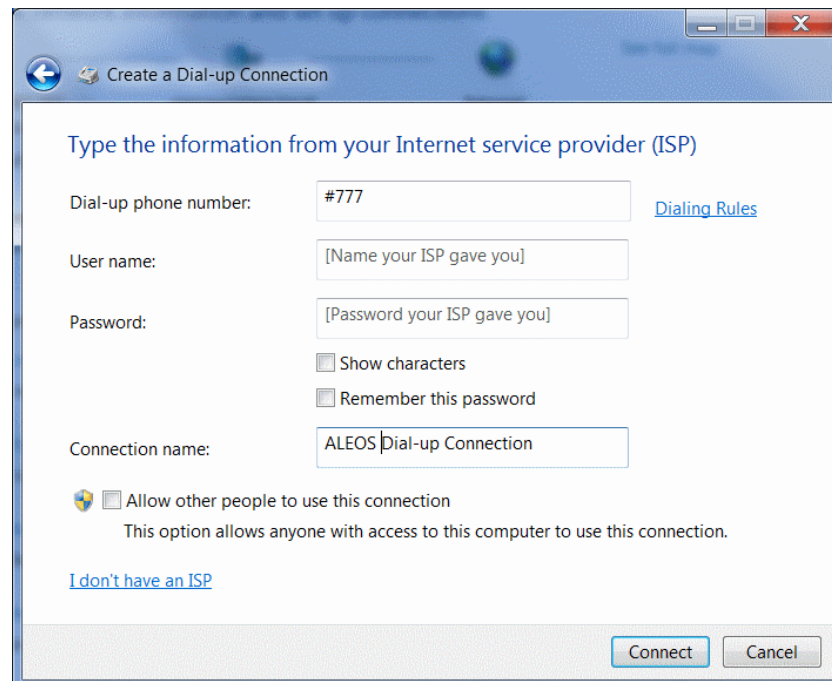 Create a Dial-up Connection
Type the information from your Internet service provider (ISP)
Dial-up phone number:
#777
Dialing Rules
User name:
[Name your ISP gave you]
Password:
[Password your ISP gave you]
Show characters
Remember this password
Connection name:
ALEOS Dial-up Connection
Allow other people to use this connection
This option allows anyone with access to this computer to use this connection.
I don't have an ISP
Connect
Cancel